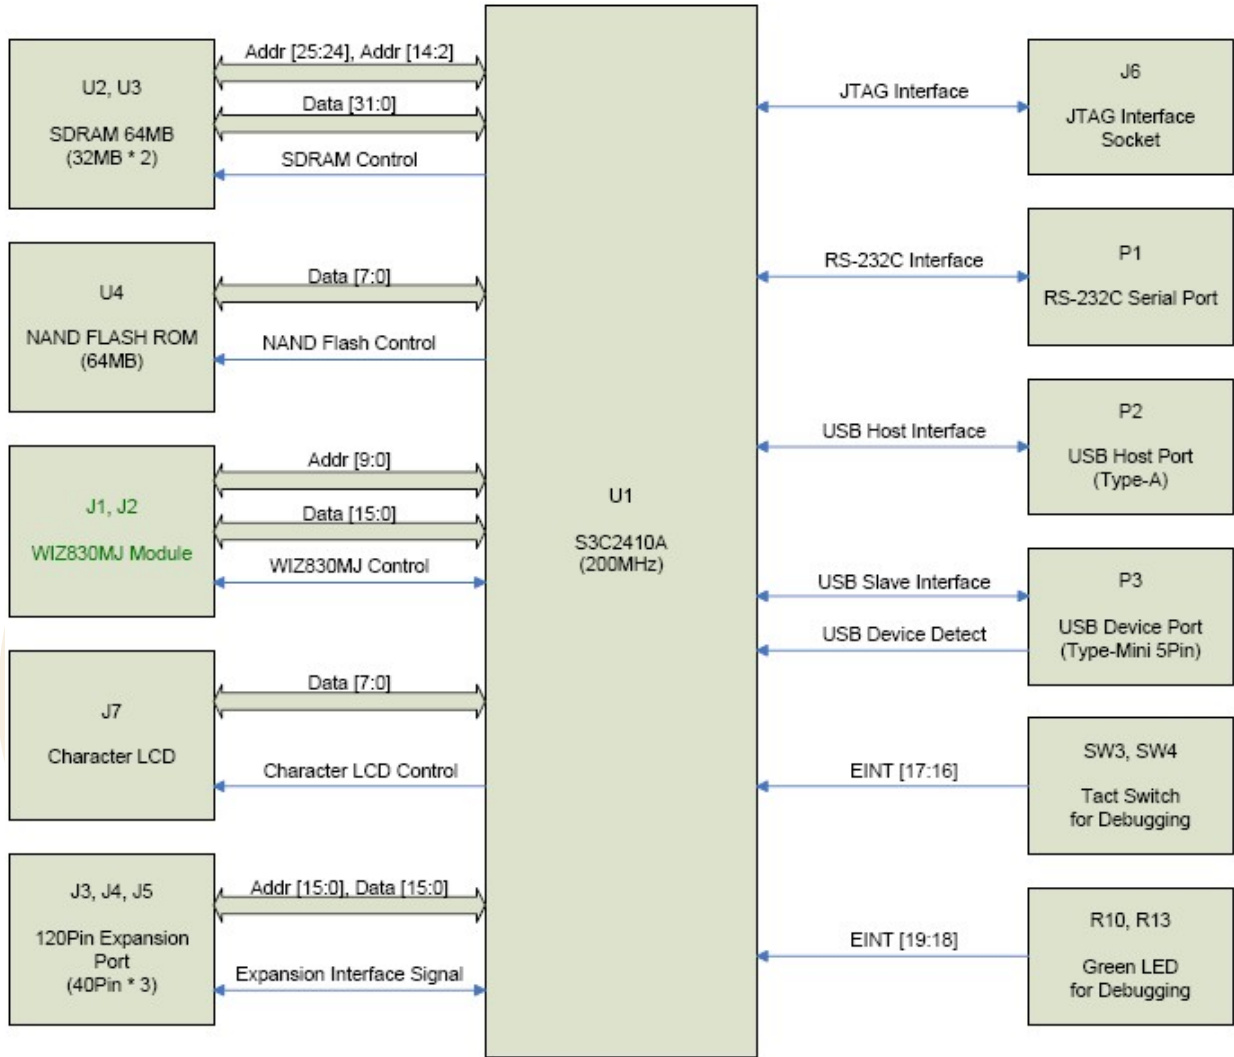 Addr [25:24], Addr [14:2]
U2, U3
SDRAM 64MB
(32MB * 2)
Data [31:0]
SDRAM Control
U4
NAND FLASH ROM
(64MB)
Data [7:0]
NAND Flash Control
J1, J2
WIZ830MJ Module
Addr [9:0]
Data [15:0]
WIZ830MJ Control
J7
Character LCD
Data [7:0]
Character LCD Control
J3, J4, J5
120Pin Expansion
Port
(40Pin * 3)
Addr [15:0], Data [15:0]
Expansion Interface Signal
U1
S3C2410A
(200MHz)
JTAG Interface
J6
JTAG Interface
Socket
RS-232C Interface
P1
RS-232C Serial Port
USB Host Interface
P2
USB Host Port
(Type-A)
USB Slave Interface
USB Device Detect
P3
USB Device Port
(Type-Mini 5Pin)
EINT [17:16]
SW3, SW4
Tact Switch
for Debugging
EINT [19:18]
R10, R13
Green LED
for Debugging